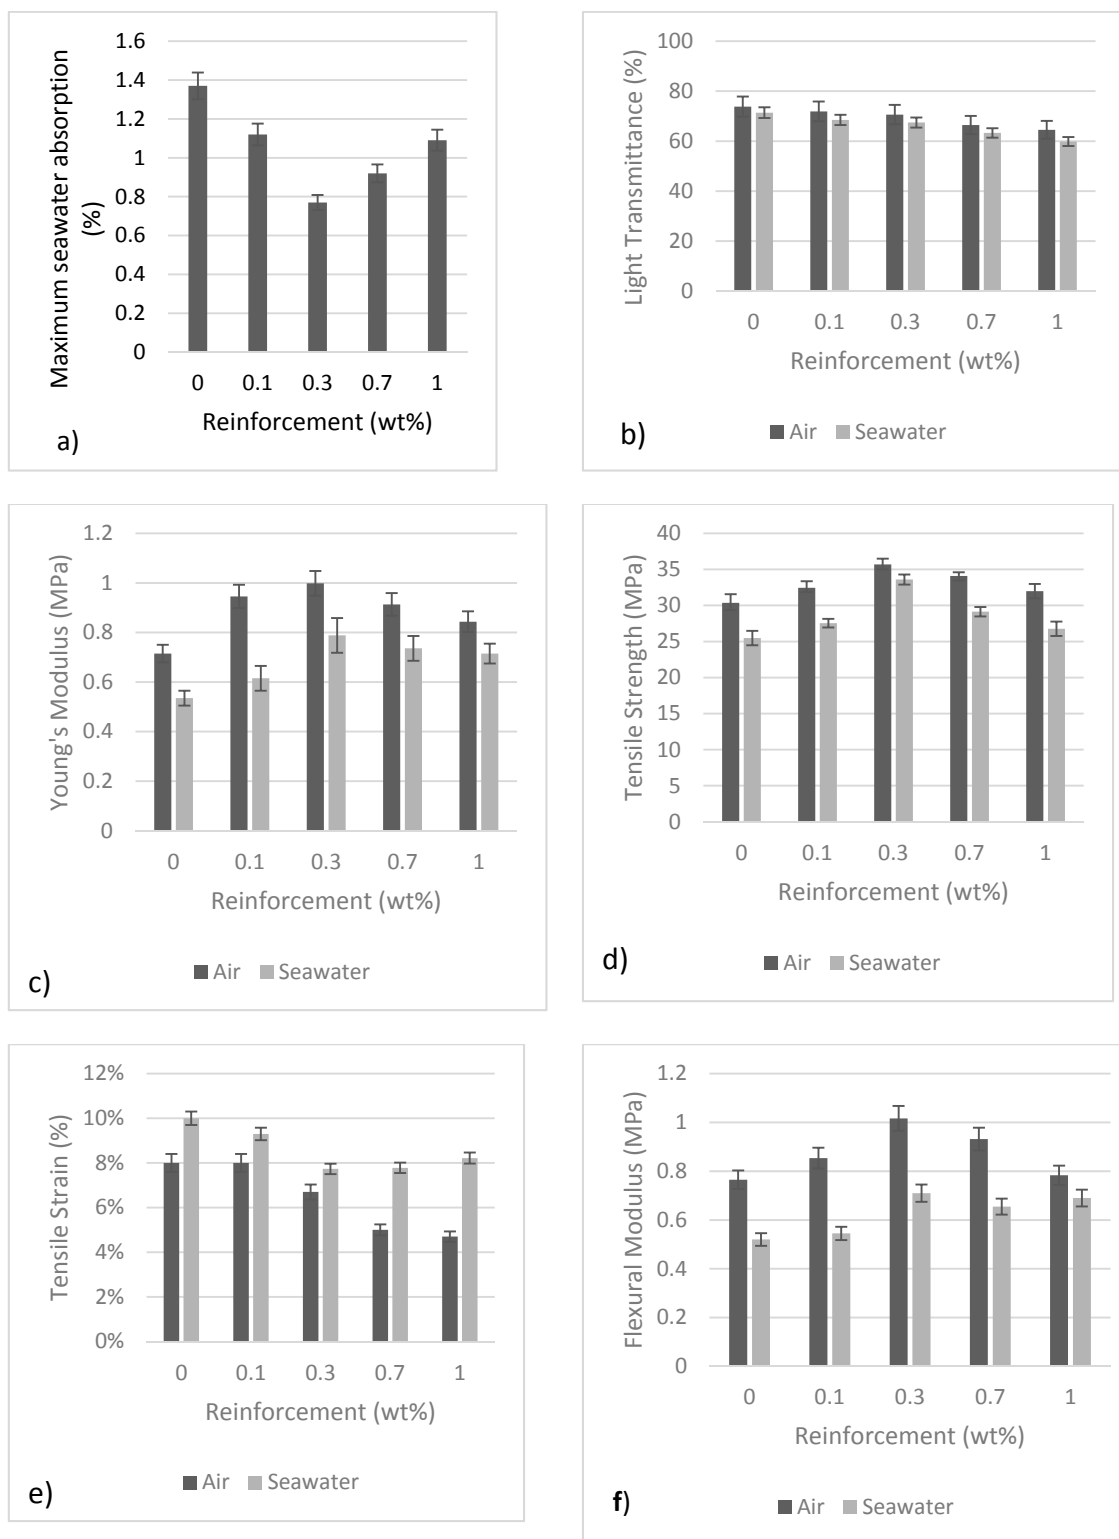 Maximum seawater absorption
(%)
1.6
1.4
1.2
1
0.8
0.6
0.4
0.2
0
0 0.1 0.3 0.7 1
Reinforcement (wt%)
a)
Light Transmittance (%)
100
80
60
40
20
0
0 0.1 0.3 0.7 1
Reinforcement (wt%)
b)
Air Seawater
Young's Modulus (MPa)
1.2
1
0.8
0.6
0.4
0.2
0
0 0.1 0.3 0.7 1
Reinforcement (wt%)
Air Seawater
c)
Tensile Strength (MPa)
40
35
30
25
20
15
10
5
0
0 0.1 0.3 0.7 1
Reinforcement (wt%)
Air Seawater
d)
Tensile Strain (%)
12%
10%
8%
6%
4%
2%
0%
0 0.1 0.3 0.7 1
Reinforcement (wt%)
Air Seawater
e)
Flexural Modulus (MPa)
1.2
1
0.8
0.6
0.4
0.2
0
0 0.1 0.3 0.7 1
Reinforcement (wt%)
f)
Air Seawater